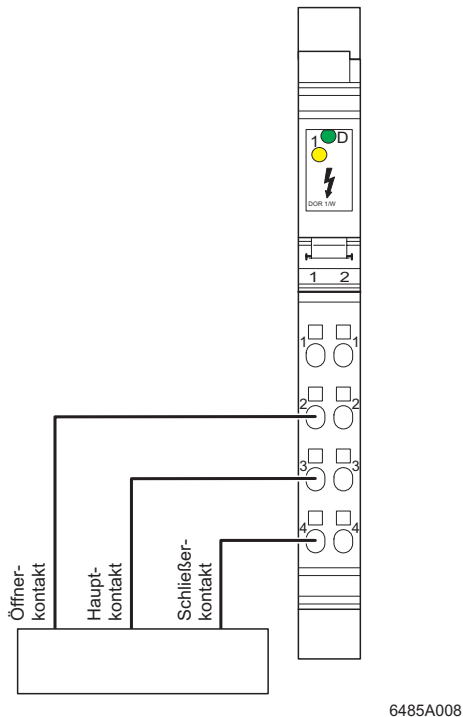 1 D
DOR 1/W
1 2
1 1
2 2
3 3
4 4
Öffner-
kontakt
Haupt-
kontakt
Schließer-
kontakt
6485A008